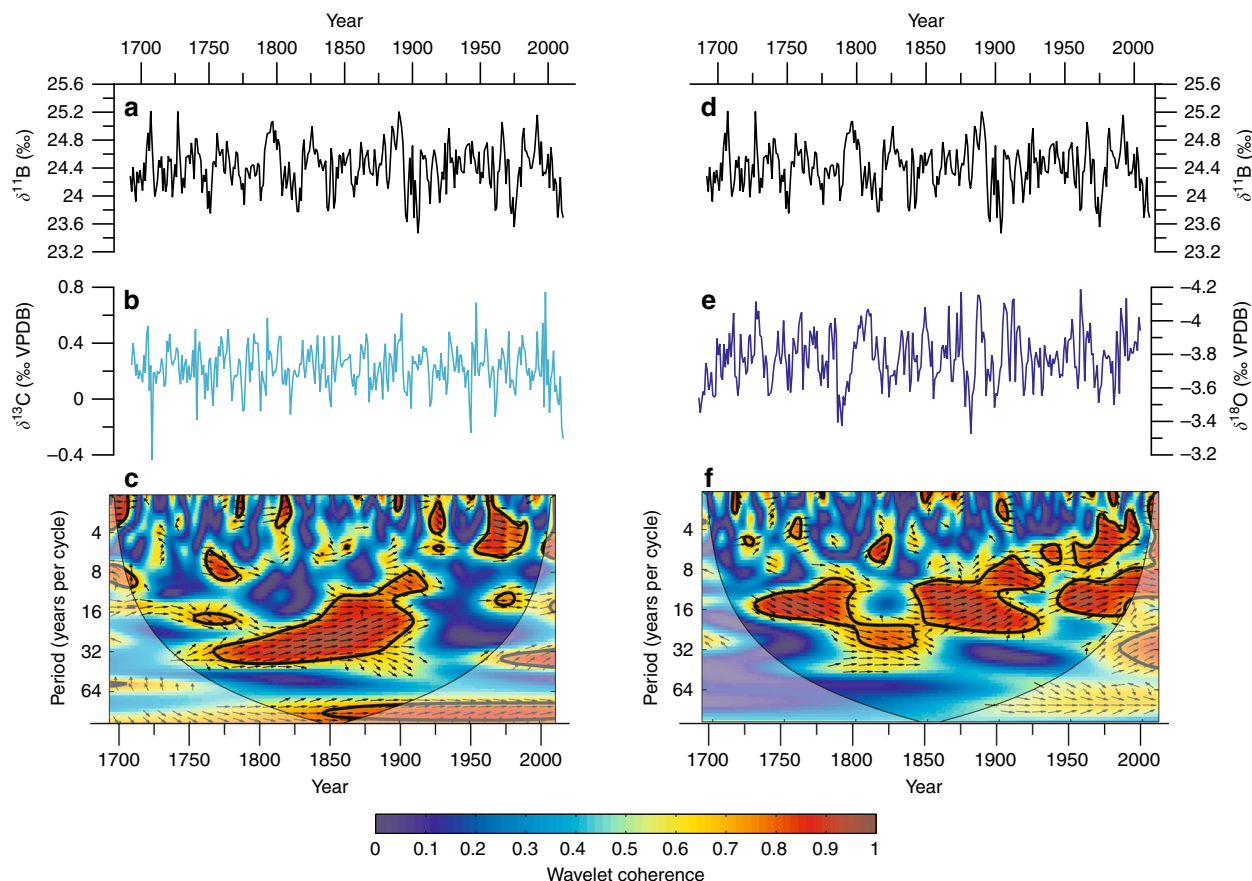 Year
Year
1700 1750 1800 1850 1900 1950 2000
1700 1750 1800 1850 1900 1950 2000
a
25.6
25.2
24.8
24.4
24
23.6
23.2
δ11B (‰)
d
25.6
25.2
24.8
24.4
24
23.6
23.2
δ11B (‰)
b
0.8
0.4
0
−0.4
δ13C (‰ VPDB)
e
−4.2
−4
−3.8
−3.6
−3.4
−3.2
δ18O (‰ VPDB)
c
4
8
16
32
64
Period (years per cycle)
1700 1750 1800 1850 1900 1950 2000
Year
f
4
8
16
32
64
Period (years per cycle)
1700 1750 1800 1850 1900 1950 2000
Year
0 0.1 0.2 0.3 0.4 0.5 0.6 0.7 0.8 0.9 1
Wavelet coherence